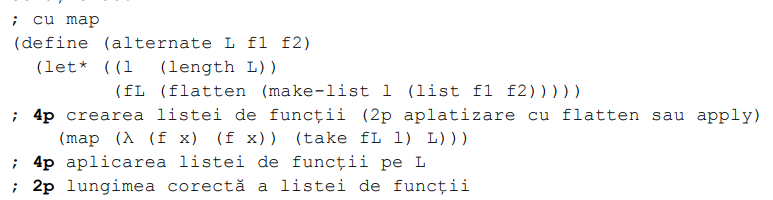 ; cu map
(define (alternate L f1 f2)
  (let* ((l  (length L))
         (fL (flatten (make-list l (list f1 f2)))))
; 4p crearea listei de funcții (2p aplatizare cu flatten sau apply)
    (map (λ (f x) (f x)) (take fL l) L)))
; 4p aplicarea listei de funcții pe L
; 2p lungimea corectă a listei de funcții